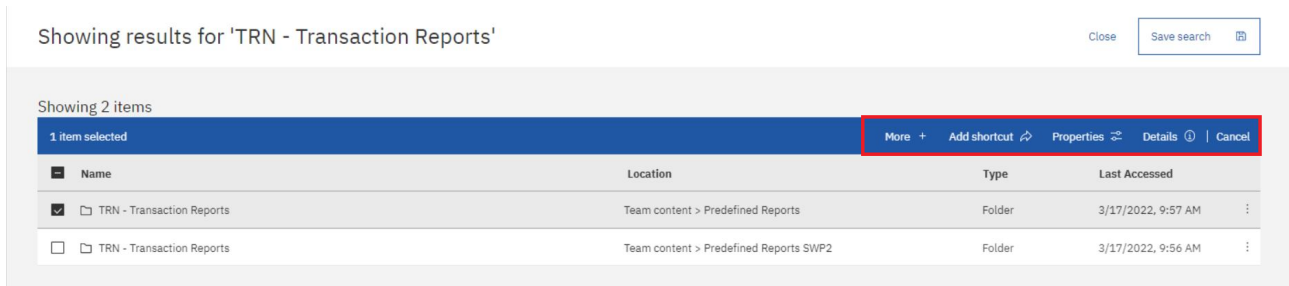 Showing results for 'TRN - Transaction Reports' Close Save search
Showing 2 items
1 item selected More + Add shortcut Properties Details | Cancel
Name Location Type Last Accessed
TRN - Transaction Reports Team content > Predefined Reports Folder 3/17/2022, 9:57 AM
TRN - Transaction Reports Team content > Predefined Reports SWP2 Folder 3/17/2022, 9:56 AM